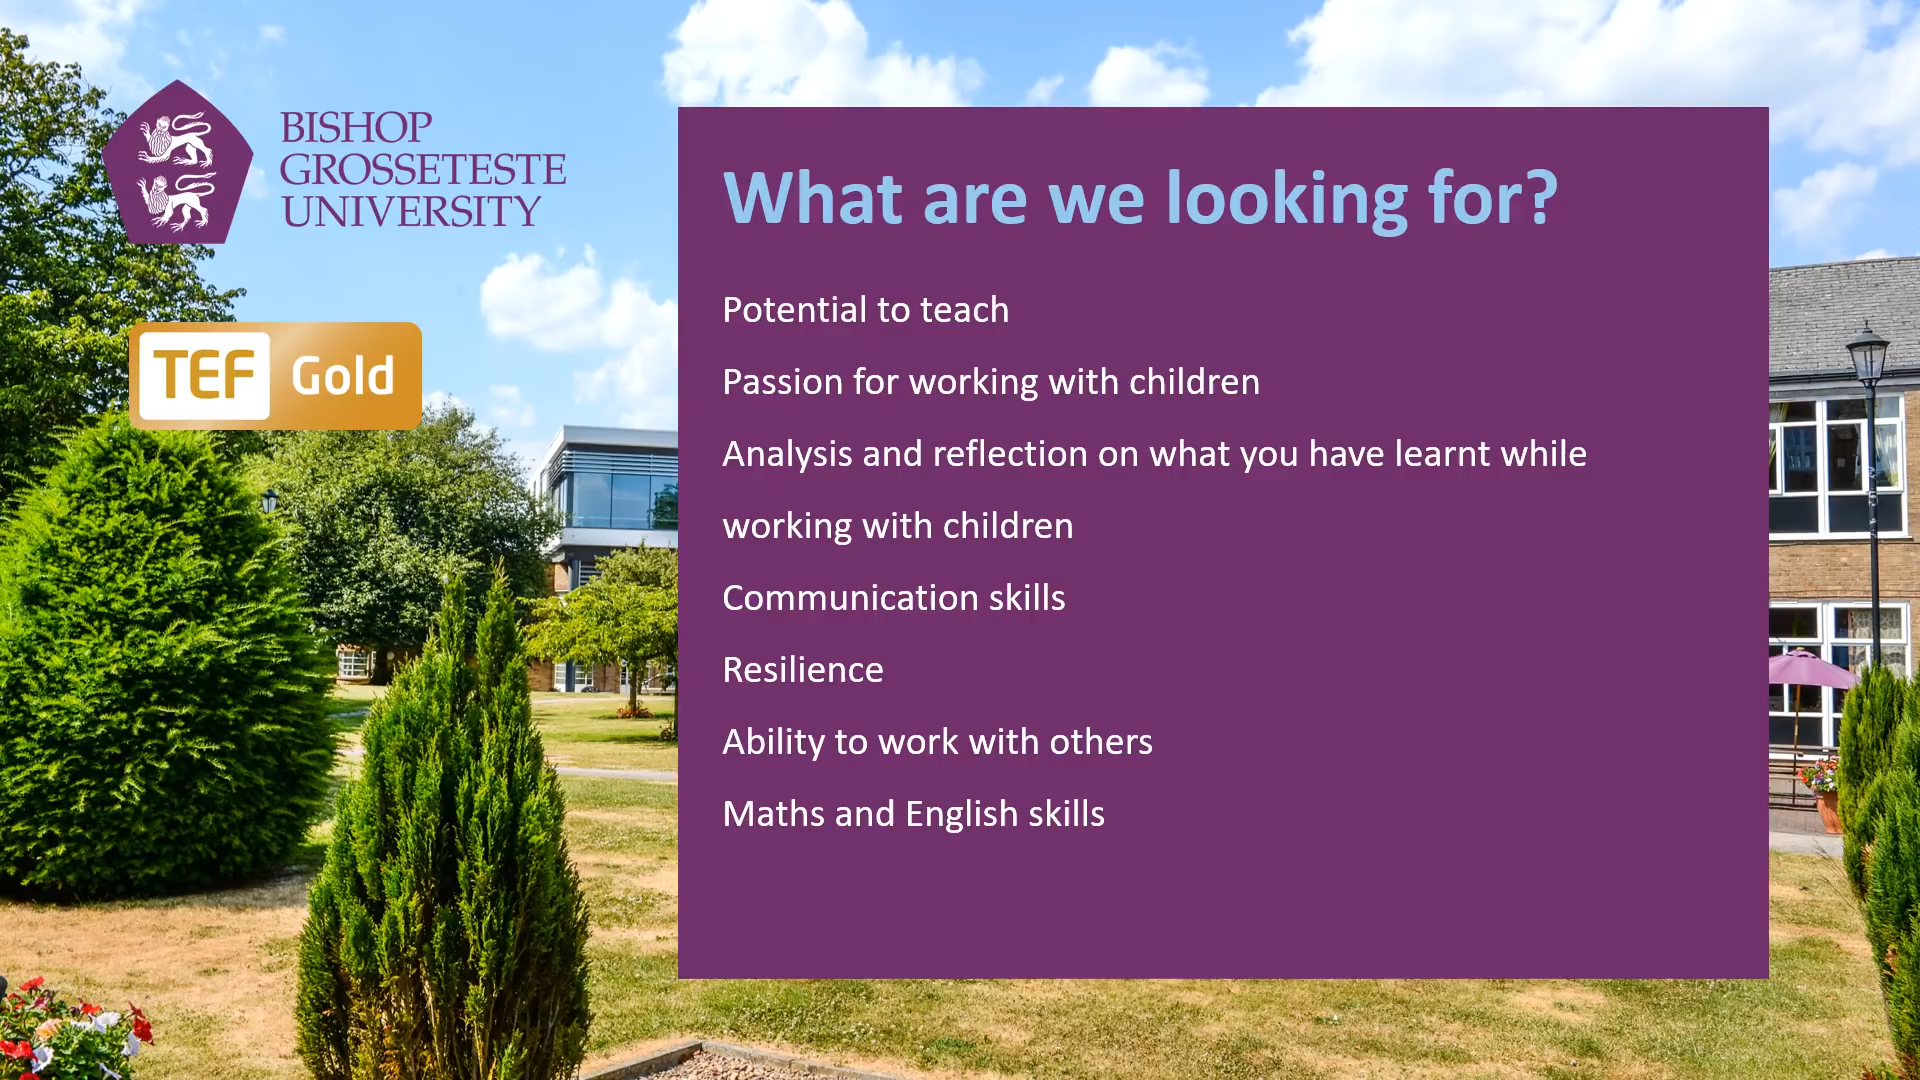 BISHOP
GROSSETESTE
UNIVERSITY
TEF Gold
What are we looking for?
Potential to teach
Passion for working with children
Analysis and reflection on what you have learnt while
working with children
Communication skills
Resilience
Ability to work with others
Maths and English skills